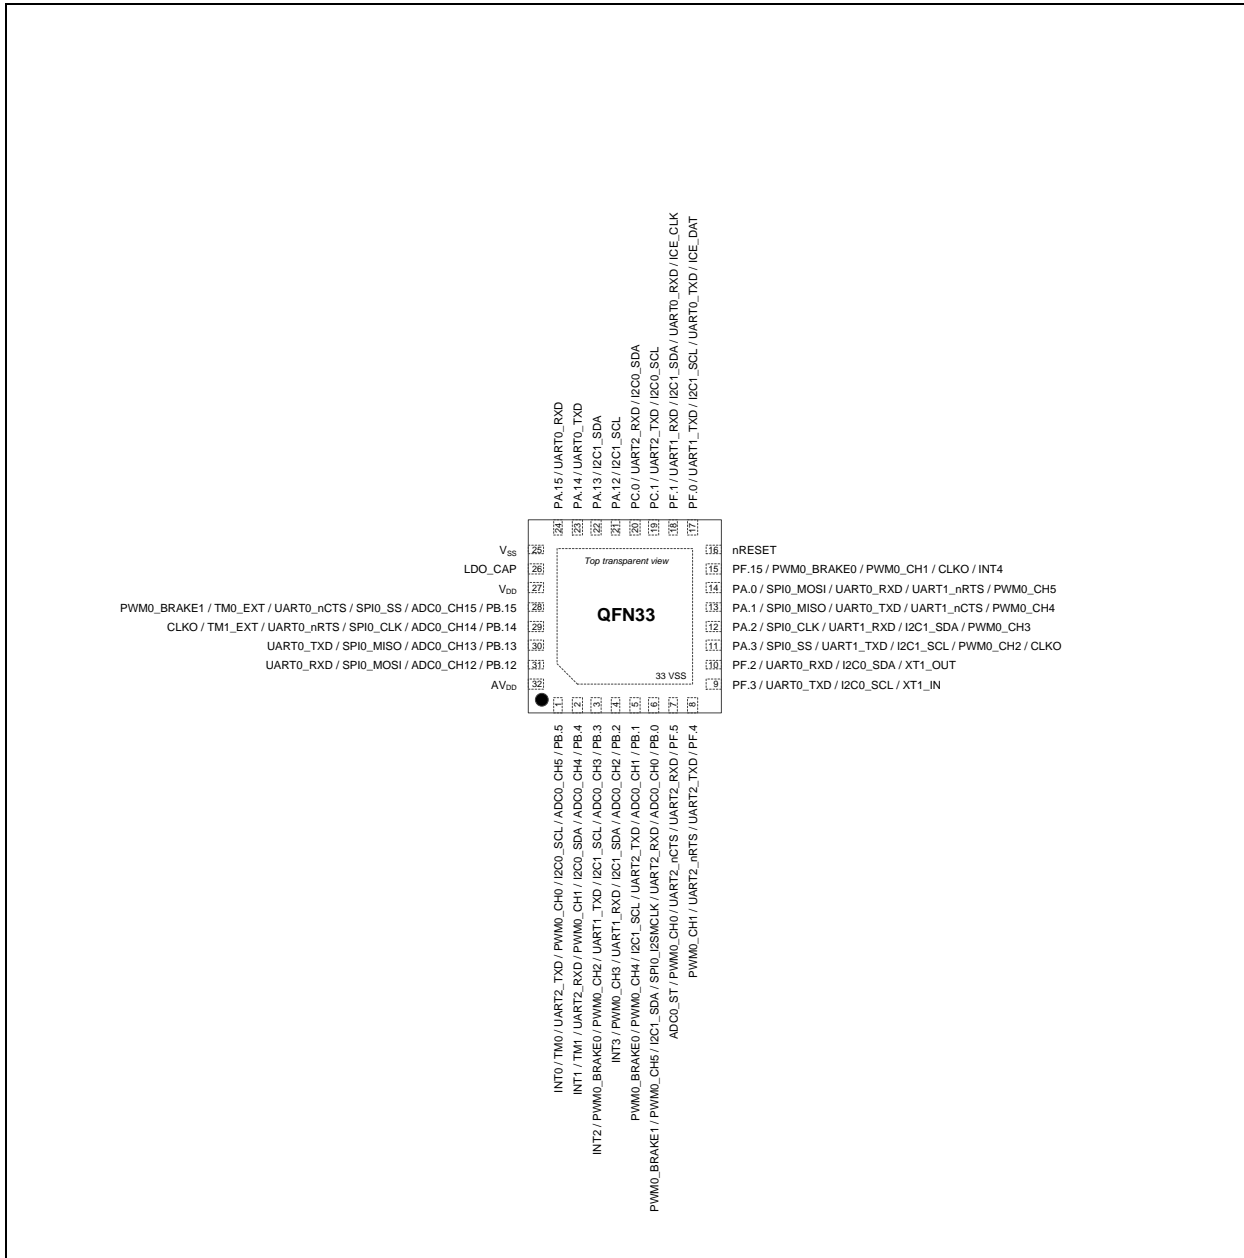 PA.15 / UART0_RXD
PA.14 / UART0_TXD
PA.13 / I2C1_SDA
PA.12 / I2C1_SCL
PC.0 / UART2_RXD / I2C0_SDA
PC.1 / UART2_TXD / I2C0_SCL
PF.1 / UART1_RXD / I2C1_SDA / UART0_RXD / ICE_CLK
PF.0 / UART1_TXD / I2C1_SCL / UART0_TXD / ICE_DAT
24 23 22 21 20 19 18 17
VSS 25
LDO_CAP 26
VDD 27
PWM0_BRAKE1 / TM0_EXT / UART0_nCTS / SPI0_SS / ADC0_CH15 / PB.15 28
CLKO / TM1_EXT / UART0_nRTS / SPI0_CLK / ADC0_CH14 / PB.14 29
UART0_TXD / SPI0_MISO / ADC0_CH13 / PB.13 30
UART0_RXD / SPI0_MOSI / ADC0_CH12 / PB.12 31
AVDD 32
Top transparent view
QFN33
33 VSS
16 nRESET
15 PF.15 / PWM0_BRAKE0 / PWM0_CH1 / CLKO / INT4
14 PA.0 / SPI0_MOSI / UART0_RXD / UART1_nRTS / PWM0_CH5
13 PA.1 / SPI0_MISO / UART0_TXD / UART1_nCTS / PWM0_CH4
12 PA.2 / SPI0_CLK / UART1_RXD / I2C1_SDA / PWM0_CH3
11 PA.3 / SPI0_SS / UART1_TXD / I2C1_SCL / PWM0_CH2 / CLKO
10 PF.2 / UART0_RXD / I2C0_SDA / XT1_OUT
9 PF.3 / UART0_TXD / I2C0_SCL / XT1_IN
1 2 3 4 5 6 7 8
INT0 / TM0 / UART2_TXD / PWM0_CH0 / I2C0_SCL / ADC0_CH5 / PB.5
INT1 / TM1 / UART2_RXD / PWM0_CH1 / I2C0_SDA / ADC0_CH4 / PB.4
INT2 / PWM0_BRAKE0 / PWM0_CH2 / UART1_TXD / I2C1_SCL / ADC0_CH3 / PB.3
INT3 / PWM0_CH3 / UART1_RXD / I2C1_SDA / ADC0_CH2 / PB.2
PWM0_BRAKE0 / PWM0_CH4 / I2C1_SCL / UART2_TXD / ADC0_CH1 / PB.1
PWM0_BRAKE1 / PWM0_CH5 / I2C1_SDA / SPI0_I2SMCLK / UART2_RXD / ADC0_CH0 / PB.0
ADC0_ST / PWM0_CH0 / UART2_nCTS / UART2_RXD / PF.5
PWM0_CH1 / UART2_nRTS / UART2_TXD / PF.4